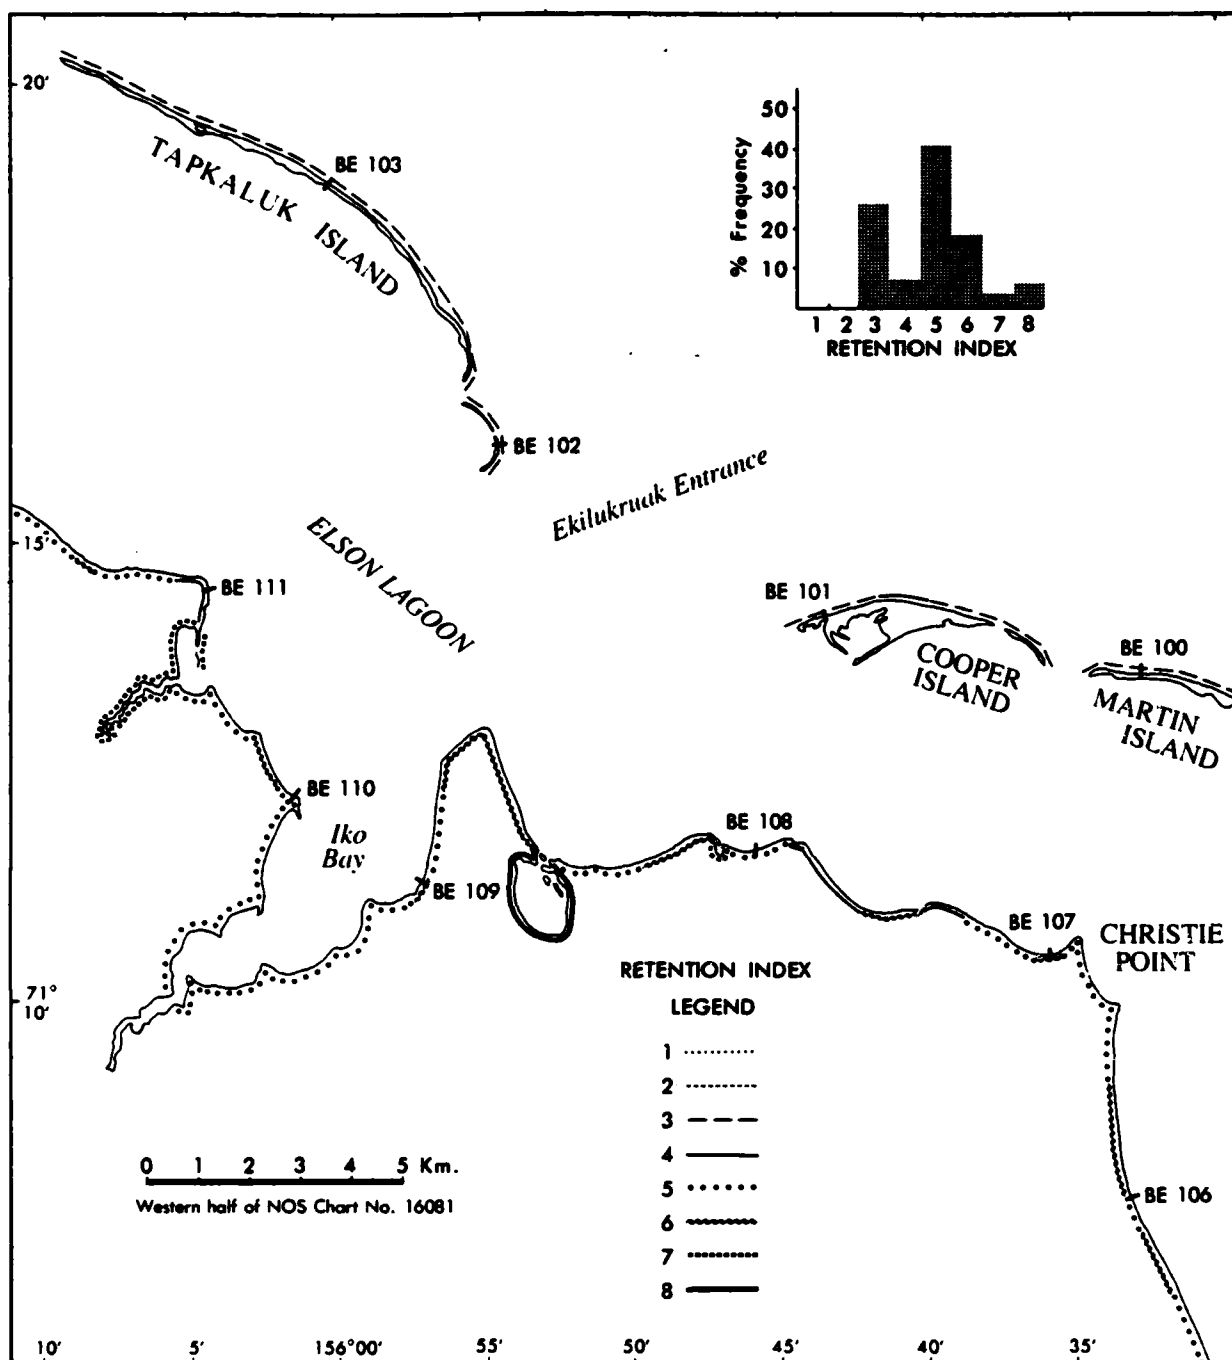 20'
50
40
30
20
10
% Frequency
1 2 3 4 5 6 7 8
RETENTION INDEX
BE 103
TAPKALUK ISLAND
BE 102
Ekilukruak Entrance
15'
ELSON LAGOON
BE 111
BE 101
COOPER
ISLAND
BE 100
MARTIN
ISLAND
BE 110
Iko
Bay
BE 108
BE 109
BE 107
CHRISTIE
POINT
71°
10'
RETENTION INDEX
LEGEND
1
2
3
4
5
6
7
8
0 1 2 3 4 5 Km.
Western half of NOS Chart No. 16081
BE 106
10' 5' 156°00' 55' 50' 45' 40' 35'